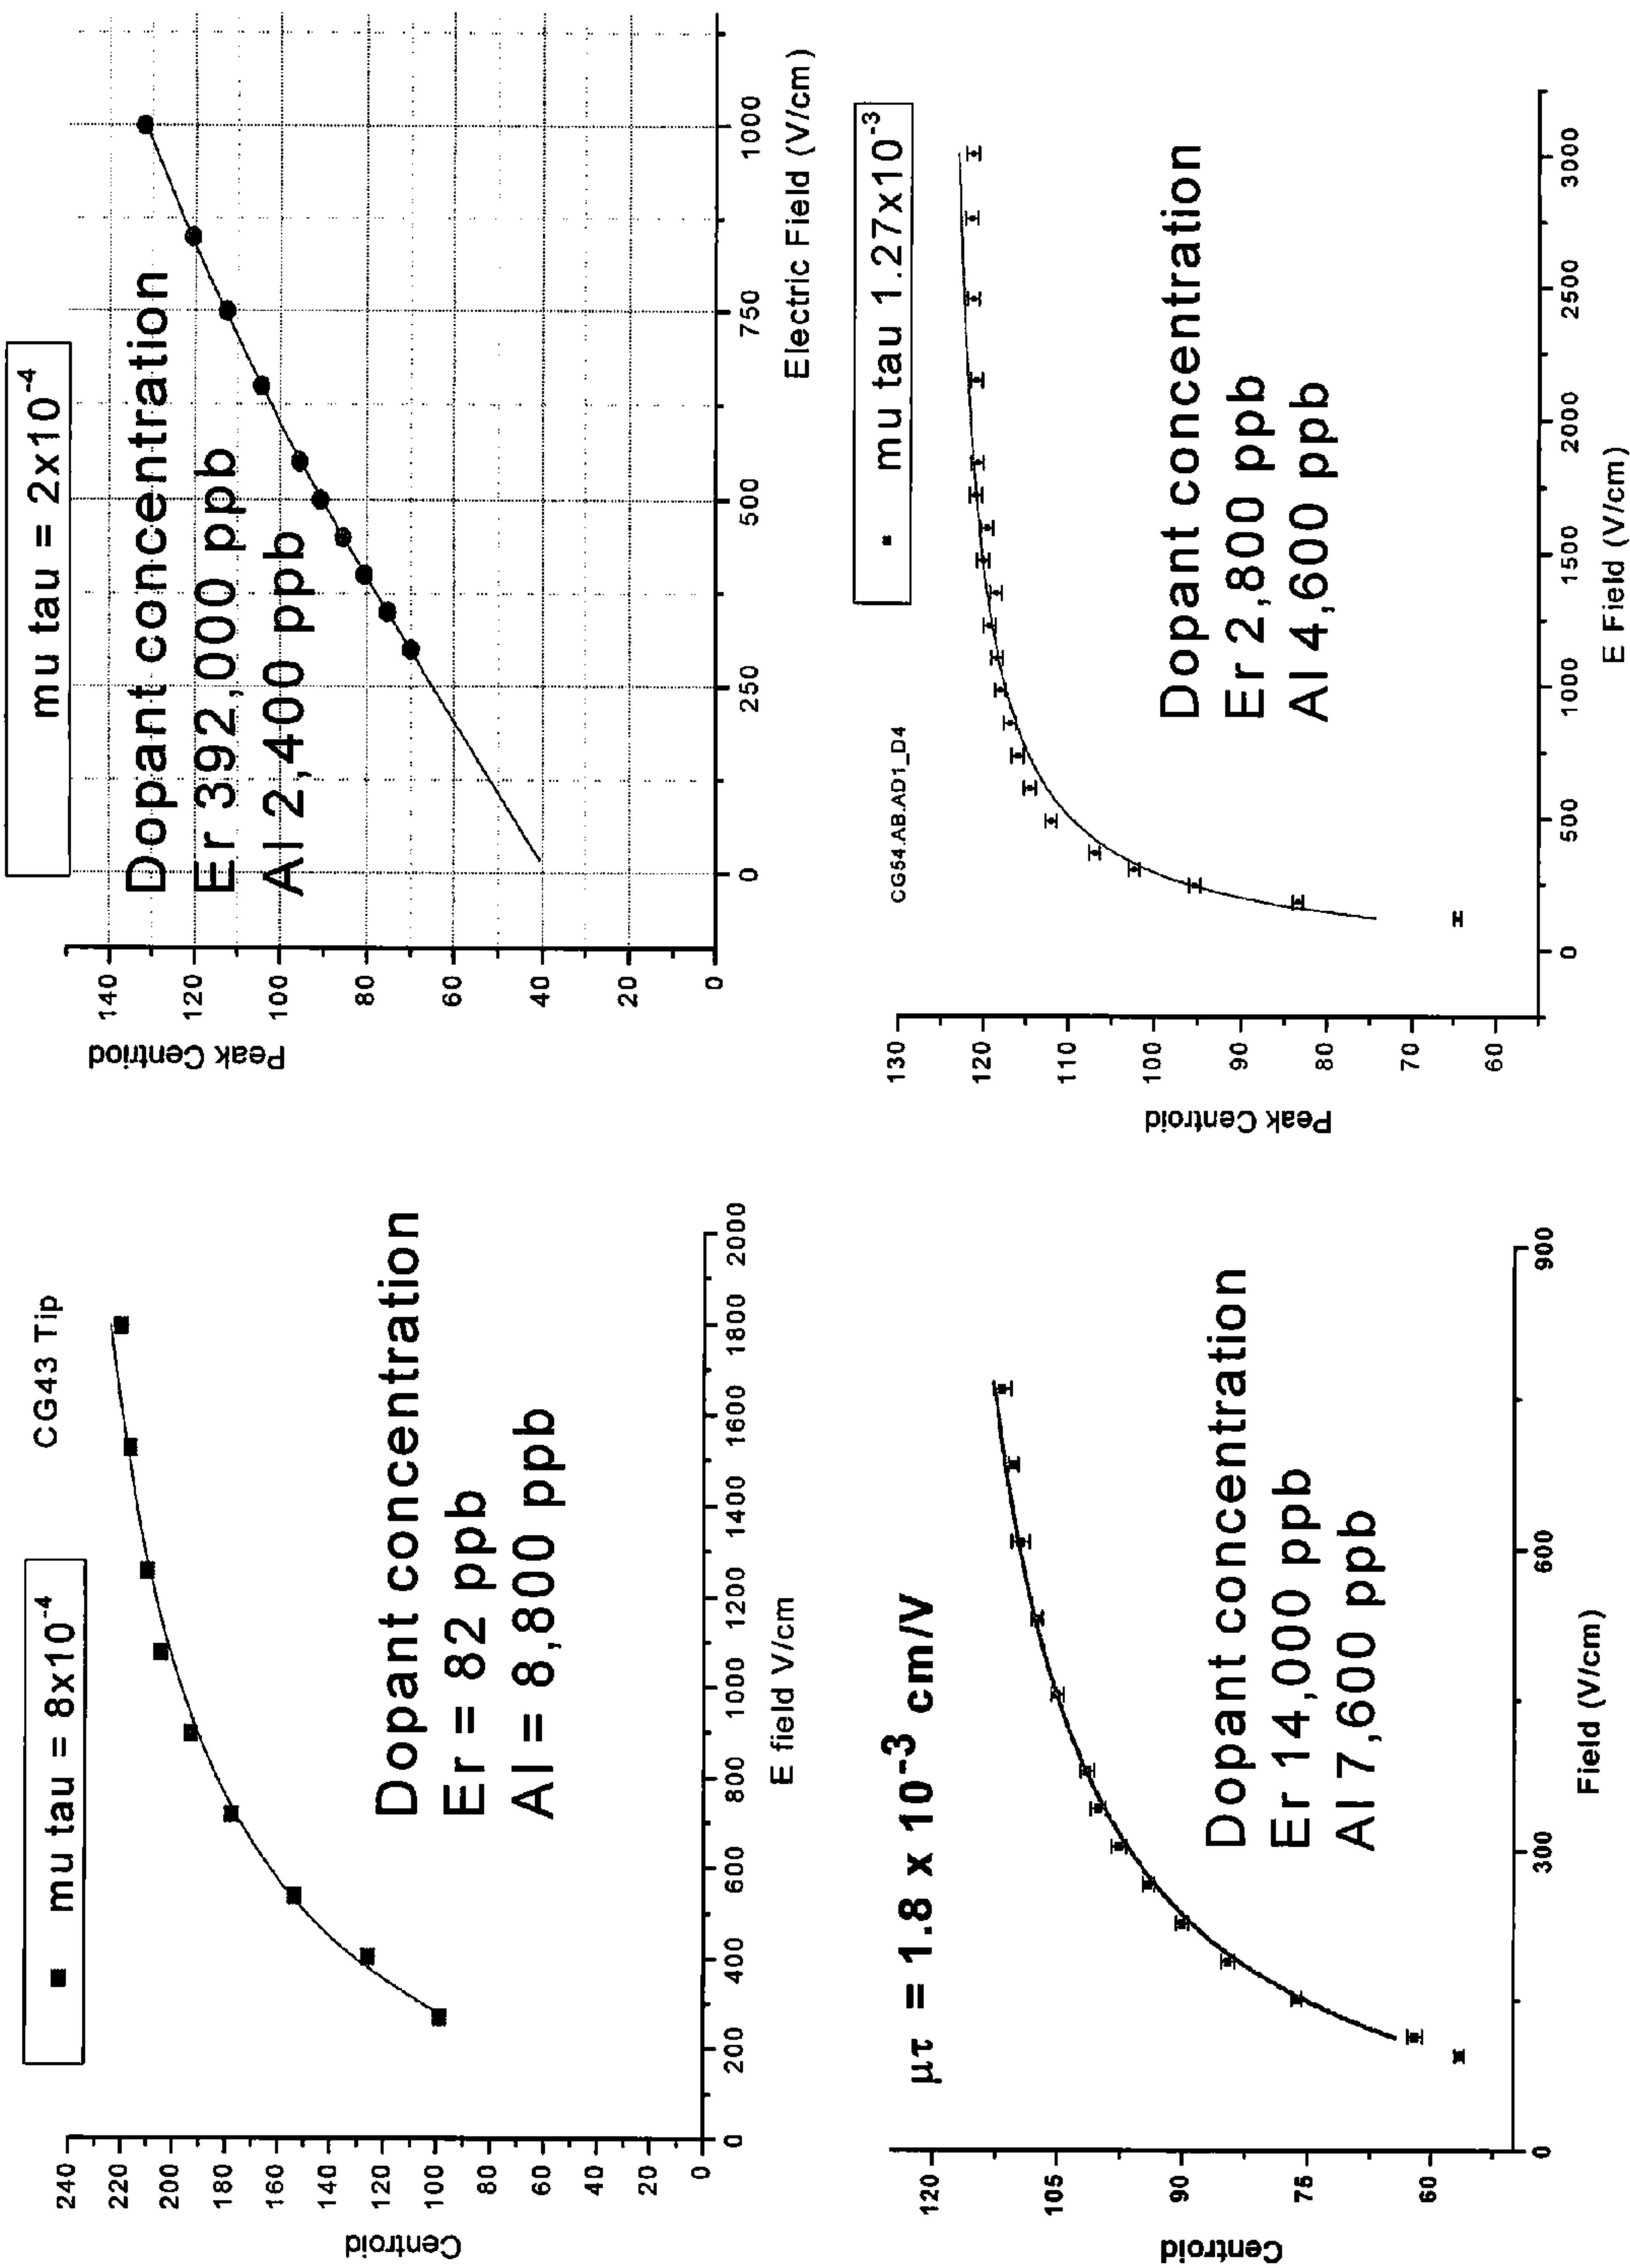 mu tau = 8x10⁻⁴
CG43 Tip
240
220
200
180
160
140
120
100
80
60
40
20
0
Centroid
Dopant concentration
Er = 82 ppb
Al = 8,800 ppb
0 200 400 600 800 1000 1200 1400 1600 1800 2000
E field V/cm
mu tau = 2x10⁻⁴
140
120
100
80
60
40
20
0
Peak Centriod
Dopant concentration
Er 392,000 ppb
Al 2,400 ppb
0 250 500 750 1000
Electric Field (V/cm)
μτ = 1.8 x 10⁻³ cm/V
120
105
90
75
60
Centroid
Dopant concentration
Er 14,000 ppb
Al 7,600 ppb
0 300 600 900
Field (V/cm)
mu tau 1.27x10⁻³
CG54.AB.AD1_D4
130
120
110
100
90
80
70
60
Peak Centroid
Dopant concentration
Er 2,800 ppb
Al 4,600 ppb
0 500 1000 1500 2000 2500 3000
E Field (V/cm)